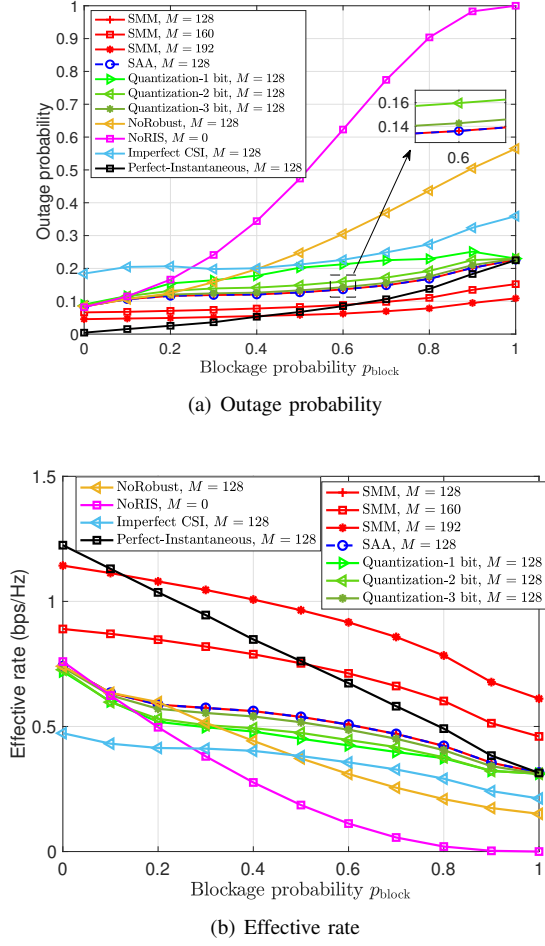 Outage probability
1
0.9
0.8
0.7
0.6
0.5
0.4
0.3
0.2
0.1
0
SMM, M = 128
SMM, M = 160
SMM, M = 192
SAA, M = 128
Quantization-1 bit, M = 128
Quantization-2 bit, M = 128
Quantization-3 bit, M = 128
NoRobust, M = 128
NoRIS, M = 0
Imperfect CSI, M = 128
Perfect-Instantaneous, M = 128
0.16
0.14
0.6
0 0.2 0.4 0.6 0.8 1
Blockage probability p_block
(a) Outage probability
Effective rate (bps/Hz)
1.5
1
0.5
0
NoRobust, M = 128
NoRIS, M = 0
Imperfect CSI, M = 128
Perfect-Instantaneous, M = 128
SMM, M = 128
SMM, M = 160
SMM, M = 192
SAA, M = 128
Quantization-1 bit, M = 128
Quantization-2 bit, M = 128
Quantization-3 bit, M = 128
0 0.2 0.4 0.6 0.8 1
Blockage probability p_block
(b) Effective rate